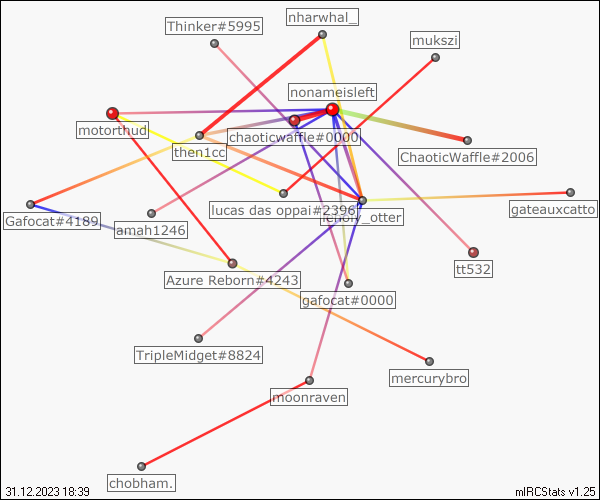 Thinker#5995
nharwhal_
mukszi
nonameisleft
motorthud
chaoticwaffle#0000
then1cc
ChaoticWaffle#2006
lucas das oppai#2396
_otter
gateauxcatto
Gafocat#4189
amah1246
tt532
Azure Reborn#4243
gafocat#0000
TripleMidget#8824
mercurybro
moonraven
chobham.
31.12.2023 18:39
mIRCStats v1.25